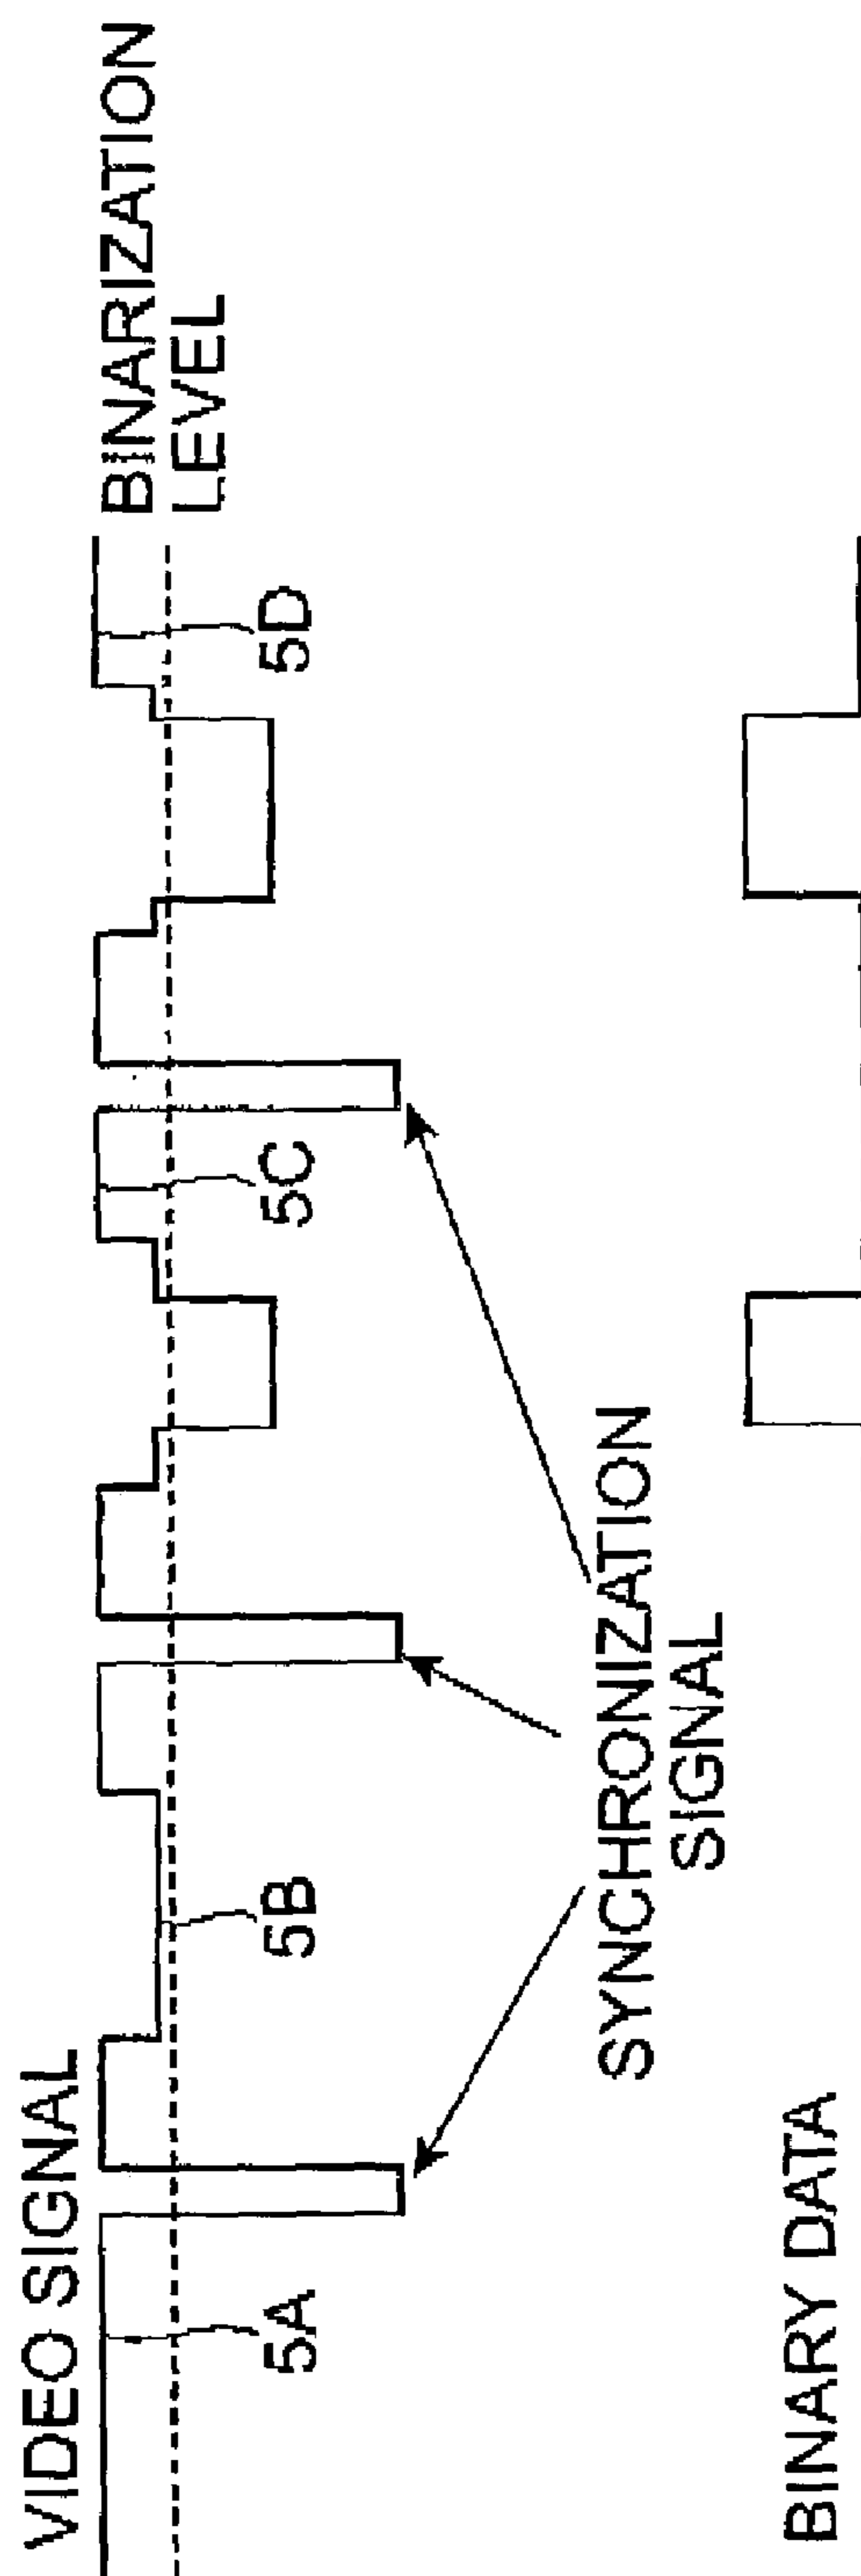 VIDEO SIGNAL
BINARIZATION
LEVEL
5A
5B
5C
5D
SYNCHRONIZATION
SIGNAL
BINARY DATA